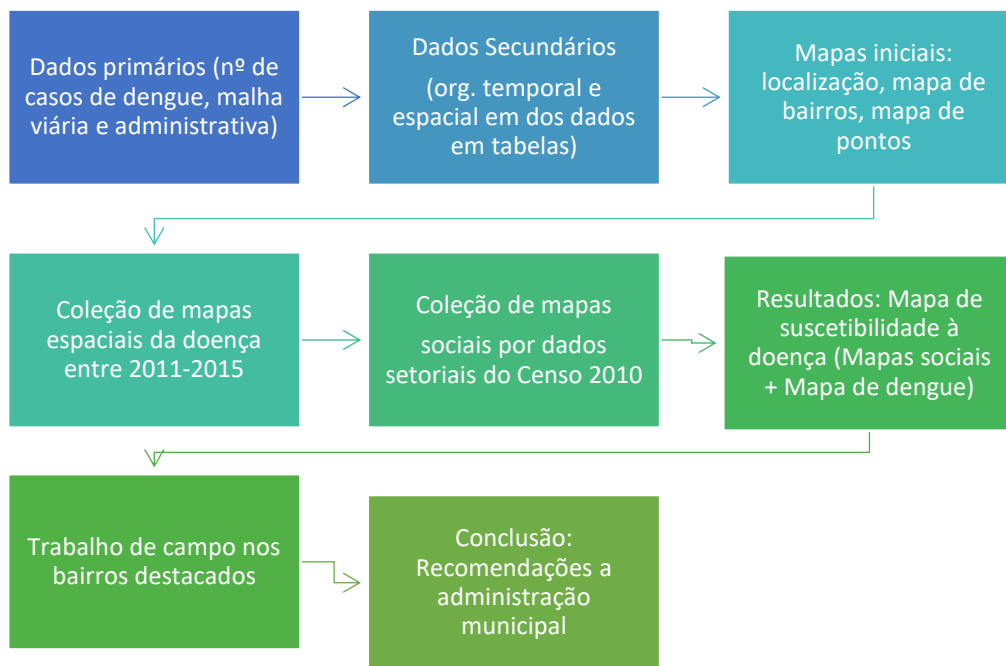 Dados primários (nº de
casos de dengue, malha
viária e administrativa)
Dados Secundários
(org. temporal e
espacial em dos dados
em tabelas)
Mapas iniciais:
localização, mapa de
bairros, mapa de
pontos
Coleção de mapas
espaciais da doença
entre 2011-2015
Coleção de mapas
sociais por dados
setoriais do Censo 2010
Resultados: Mapa de
suscetibilidade à
doença (Mapas sociais
+ Mapa de dengue)
Trabalho de campo nos
bairros destacados
Conclusão:
Recomendações a
administração
municipal